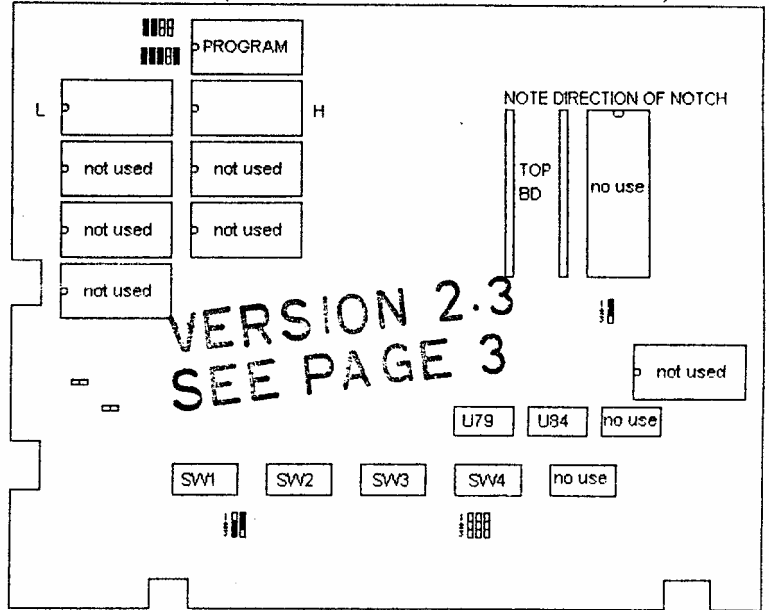 PROGRAM
L
H
NOTE DIRECTION OF NOTCH
not used
not used
TOP
BD
no use
not used
not used
not used
VERSION 2.3
SEE PAGE 3
not used
U79
U84
no use
SW1
SW2
SW3
SW4
no use